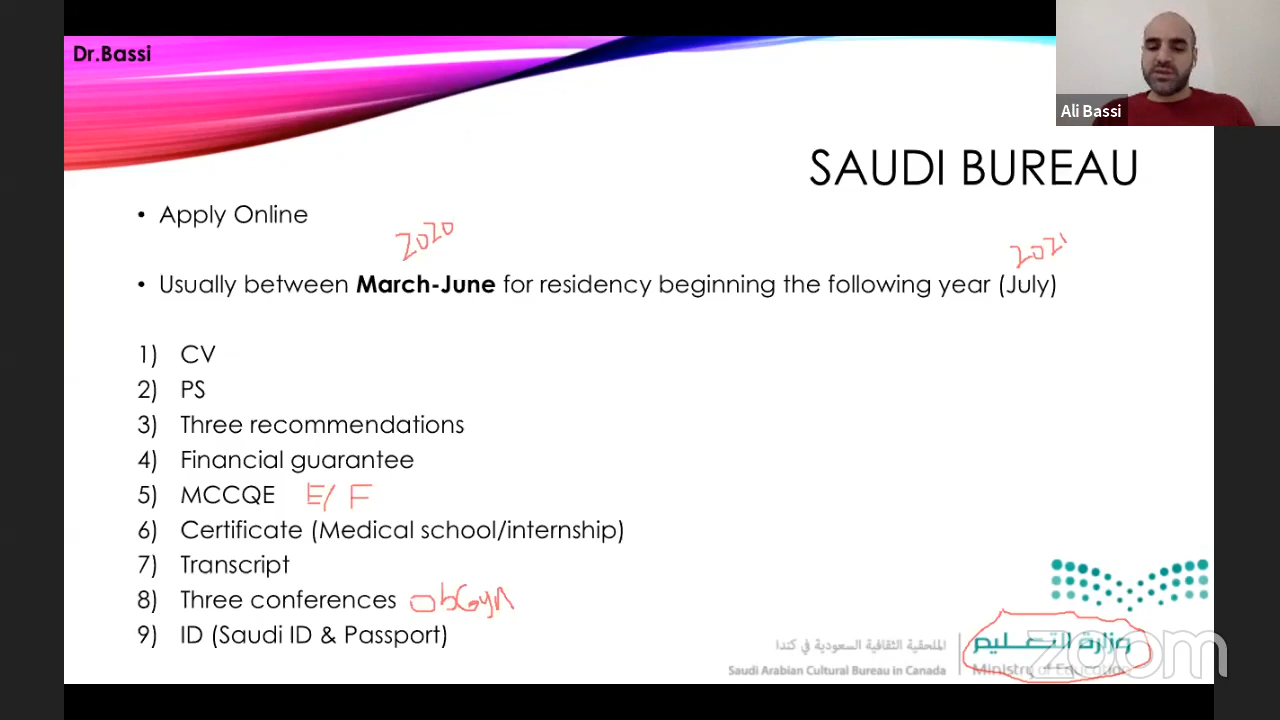 Dr.Bassi
Ali Bassi
SAUDI BUREAU
• Apply Online
2020
2021
• Usually between March-June for residency beginning the following year (July)
1) CV
2) PS
3) Three recommendations
4) Financial guarantee
5) MCCQE E/ F
6) Certificate (Medical school/internship)
7) Transcript
8) Three conferences obGyn
9) ID (Saudi ID & Passport)
الملحقية الثقافية السعودية في كندا
Saudi Arabian Cultural Bureau in Canada
وزارة التعليم
Ministry of Education
zoom